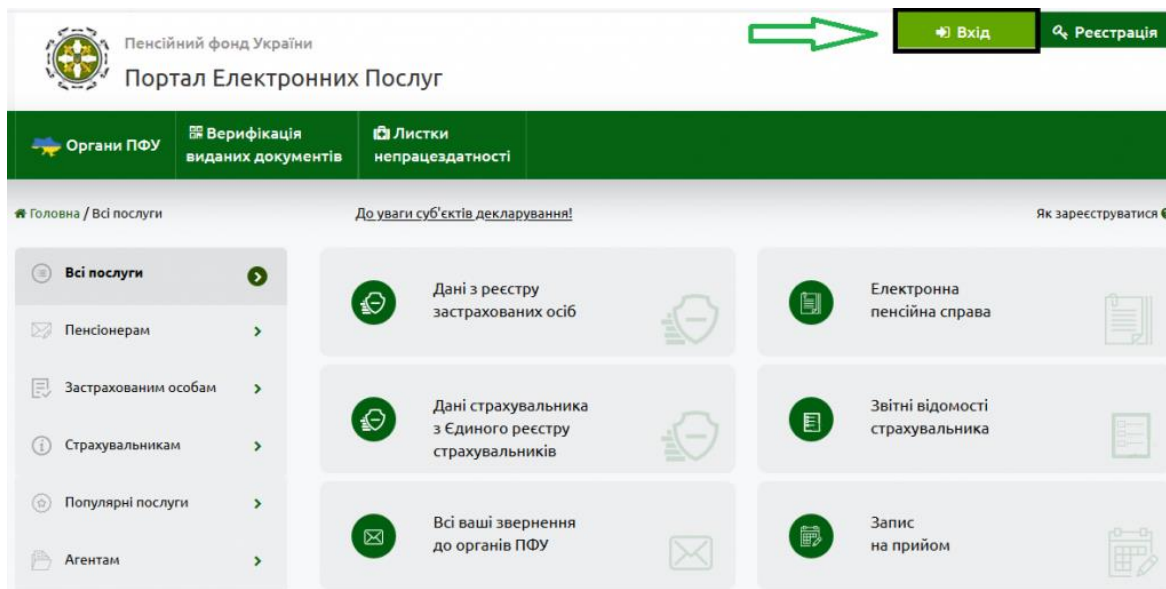 Пенсійний фонд України
Портал Електронних Послуг
Вхід
Реєстрація
Органи ПФУ
Верифікація
виданих документів
Листки
непрацездатності
Головна / Всі послуги
До уваги суб'єктів декларування!
Як зареєструватися
Всі послуги
Пенсіонерам
Застрахованим особам
Страхувальникам
Популярні послуги
Агентам
Дані з реєстру
застрахованих осіб
Електронна
пенсійна справа
Дані страхувальника
з Єдиного реєстру
страхувальників
Звітні відомості
страхувальника
Всі ваші звернення
до органів ПФУ
Запис
на прийом